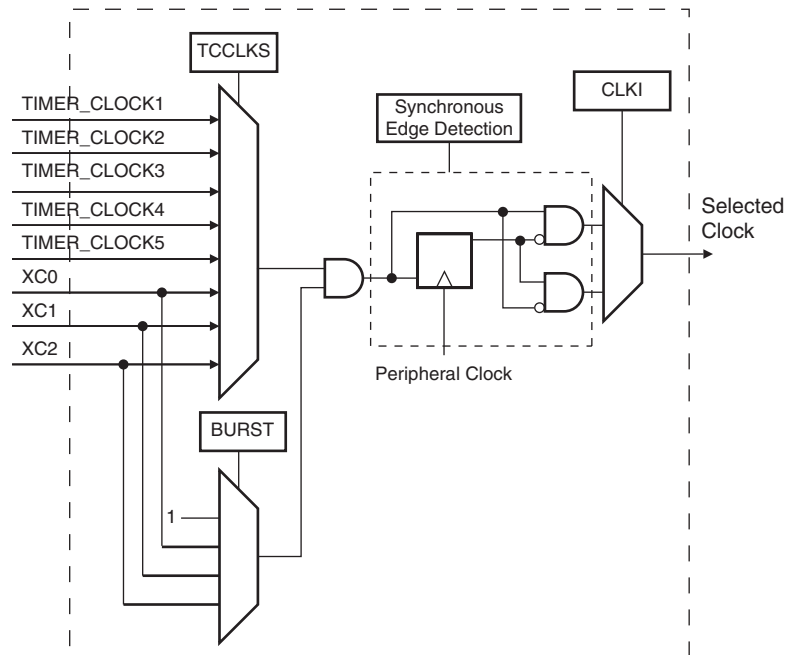 TCCLKS
TIMER_CLOCK1
TIMER_CLOCK2
TIMER_CLOCK3
TIMER_CLOCK4
TIMER_CLOCK5
XC0
XC1
XC2
Synchronous
Edge Detection
CLKI
Selected
Clock
Peripheral Clock
BURST
1